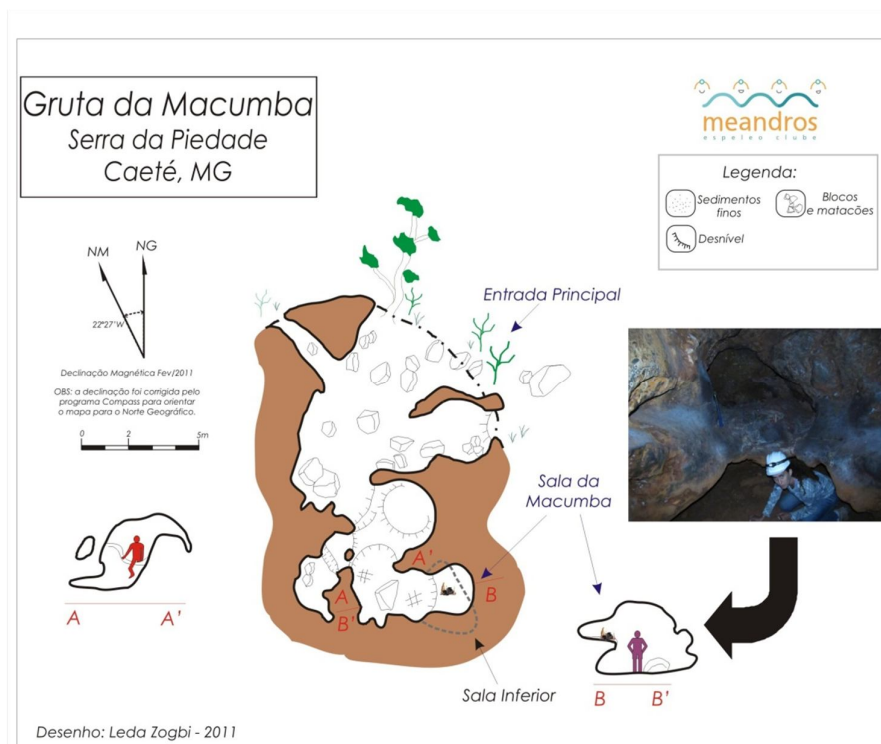 Gruta da Macumba
Serra da Piedade
Caeté, MG
meandros
espeleo clube
Legenda:
Sedimentos
finos
Blocos
e matacões
Desnível
NM
NG
22°27'W
Declinação Magnética Fev/2011
OBS: a declinação foi corrigida pelo
programa Compass para orientar
o mapa para o Norte Geográfico.
0
2
5m
Entrada Principal
Sala da
Macumba
A'
B
A
B'
A
A'
Sala Inferior
B
B'
Desenho: Leda Zogbi - 2011